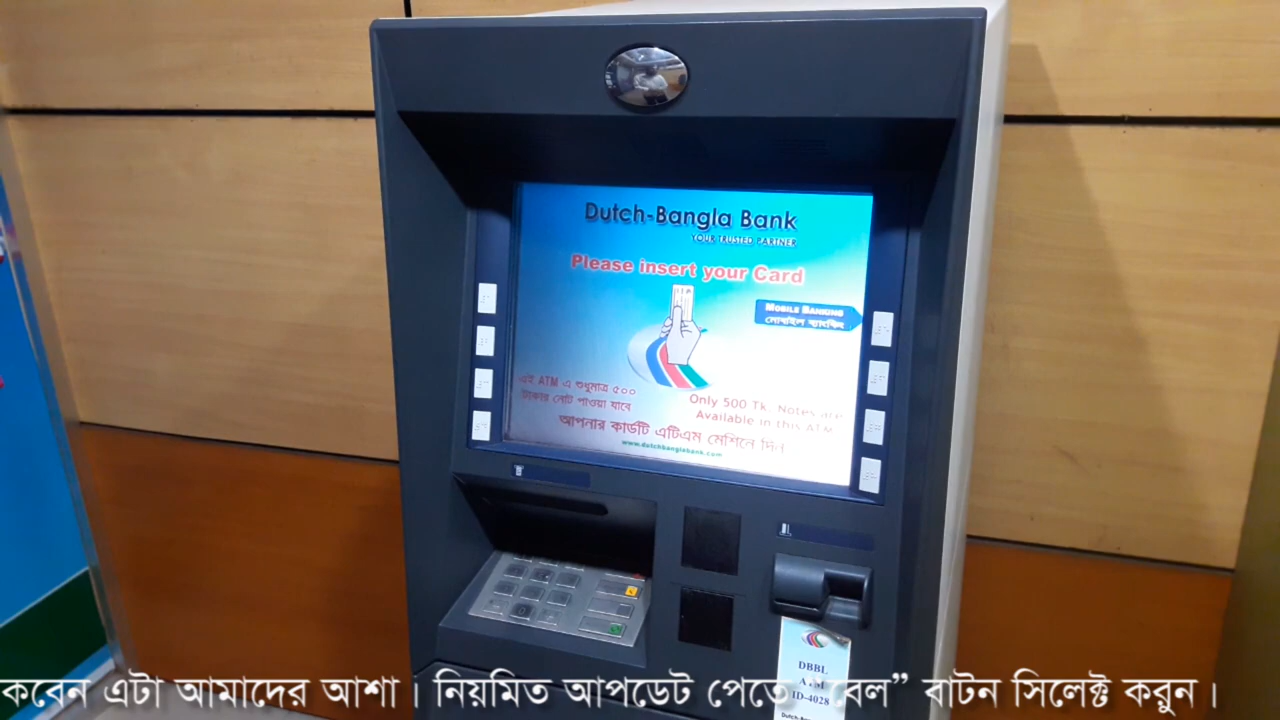 Dutch-Bangla Bank
YOUR TRUSTED PARTNER
Please insert your Card
MOBILE BANKING
মোবাইল ব্যাংকিং
এই ATM এ শুধুমাত্র ৫০০
টাকার নোট পাওয়া যাবে
Only 500 Tk. Notes are
Available in this ATM
আপনার কার্ডটি এটিএম মেশিনে দিন
www.dutchbanglabank.com
DBBL
ATM
ID-4028
কবেন এটা আমাদের আশা। নিয়মিত আপডেট পেতে “বেল” বাটন সিলেক্ট করুন।